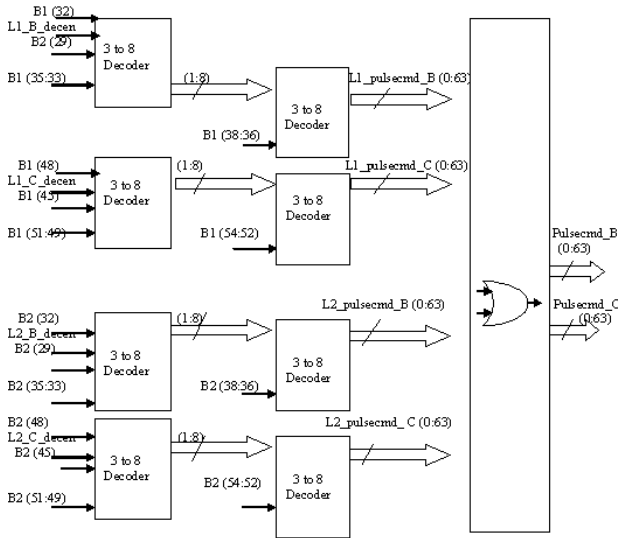 B1 (32)
L1_B_decen
B2 (29)
B1 (35:33)
3 to 8
Decoder
(1:8)
B1 (38:36)
3 to 8
Decoder
L1_pulsecmd_B (0:63)
B1 (48)
L1_C_decen
B1 (45)
B1 (51:49)
3 to 8
Decoder
(1:8)
B1 (54:52)
3 to 8
Decoder
L1_pulsecmd_C (0:63)
Pulsecmd_B
(0:63)
Pulsecmd_C
(0:63)
B2 (32)
L2_B_decen
B2 (29)
B2 (35:33)
3 to 8
Decoder
(1:8)
B2 (38:36)
3 to 8
Decoder
L2_pulsecmd_B (0:63)
B2 (48)
L2_C_decen
B2 (45)
B2 (51:49)
3 to 8
Decoder
(1:8)
B2 (54:52)
3 to 8
Decoder
L2_pulsecmd_ C (0:63)